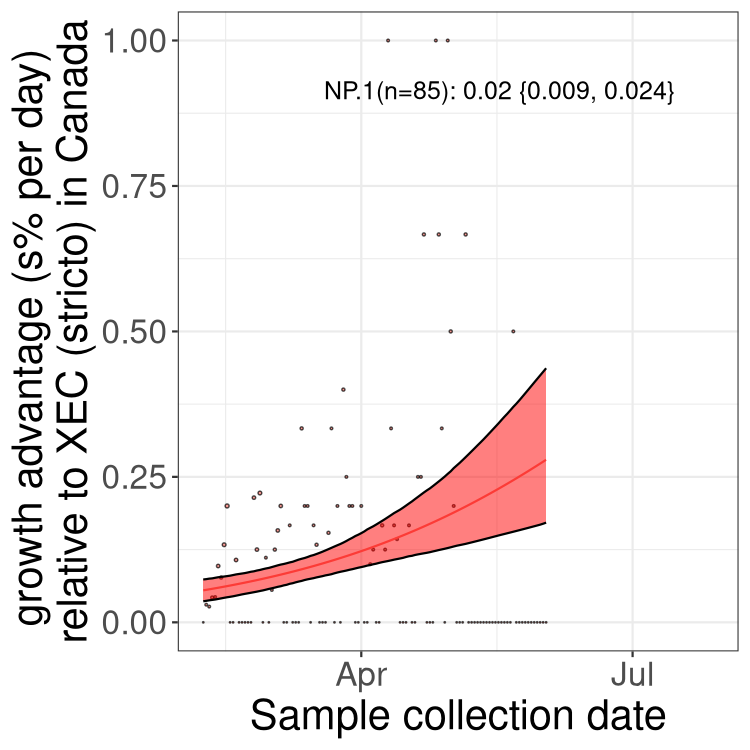 growth advantage (s% per day)
relative to XEC (stricto) in Canada
1.00
0.75
0.50
0.25
0.00
NP.1(n=85): 0.02 {0.009, 0.024}
Apr
Jul
Sample collection date